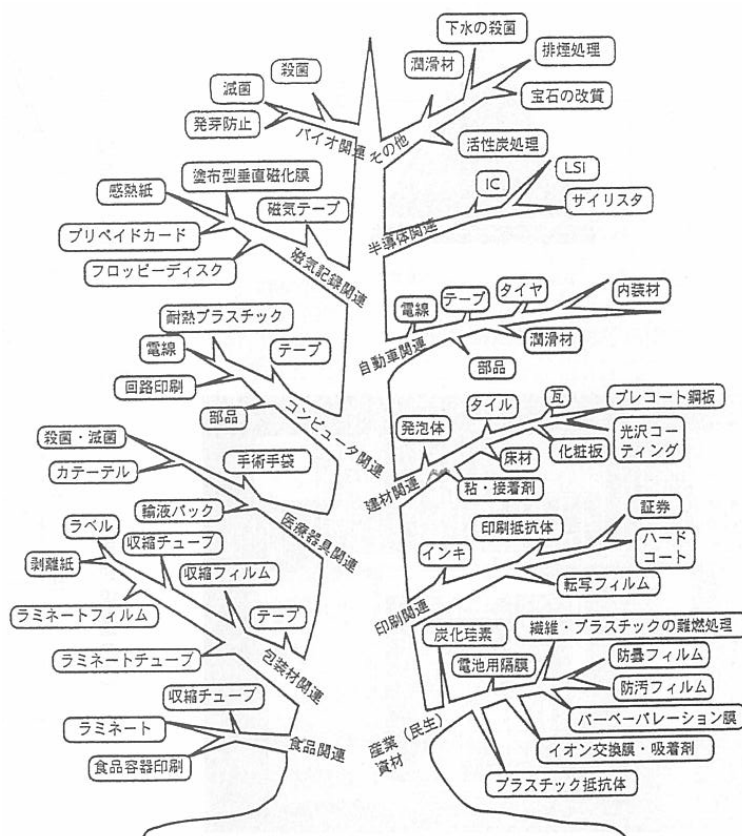 下水の殺菌
排煙処理
潤滑材
殺菌
滅菌
宝石の改質
発芽防止
バイオ関連
その他
活性炭処理
塗布型垂直磁化膜
LSI
感熱紙
IC
磁気テープ
サイリスタ
プリペイドカード
半導体関連
フロッピーディスク
磁気記録関連
内装材
タイヤ
テープ
電線
耐熱プラスチック
潤滑材
電線
テープ
自動車関連
部品
回路印刷
プレコート鋼板
瓦
部品
タイル
コンピュータ関連
発泡体
光沢コー
ティング
殺菌・滅菌
化粧板
手術手袋
床材
カテーテル
建材関連
粘・接着剤
輸液バック
証券
ラベル
医療器具関連
印刷抵抗体
収縮チューブ
ハード
コート
インキ
剥離紙
収縮フィルム
転写フィルム
印刷関連
ラミネートフィルム
テープ
繊維・プラスチックの難燃処理
炭化珪素
防曇フィルム
ラミネートチューブ
電池用隔膜
包装材関連
防汚フィルム
収縮チューブ
パーベーパレーション膜
ラミネート
産業(民生)
資材
食品関連
イオン交換膜・吸着剤
食品容器印刷
プラスチック抵抗体